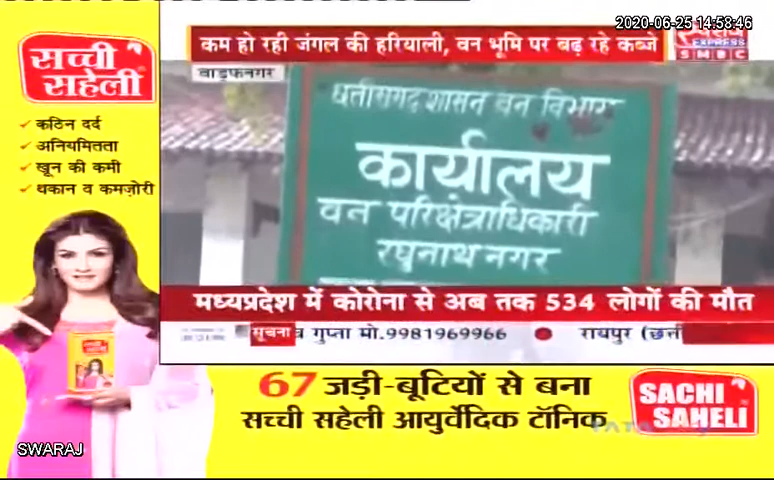 2020-06-25 14:58:46
सच्ची
सहेली
कठिन दर्द
अनियमितता
खून की कमी
थकान व कमज़ोरी
कम हो रही जंगल की हरियाली, वन भूमि पर बढ़ रहे कब्जे
EXPRESS
SMBC
वाड्रफनगर
छत्तीसगढ़ शासन वन विभाग
कार्यालय
वन परिक्षेत्राधिकारी
रघुनाथ नगर
मध्यप्रदेश में कोरोना से अब तक 534 लोगों की मौत
सूचना
गुप्ता मो.9981969966
रायपुर
67 जड़ी-बूटियों से बना
सच्ची सहेली आयुर्वेदिक टॉनिक
SACHI
SAHELI
SWARAJ